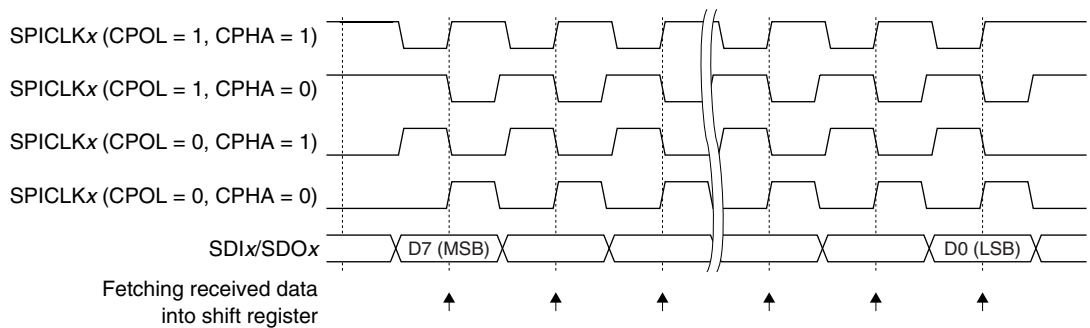 SPICLKx (CPOL = 1, CPHA = 1)
SPICLKx (CPOL = 1, CPHA = 0)
SPICLKx (CPOL = 0, CPHA = 1)
SPICLKx (CPOL = 0, CPHA = 0)
SDIx/SDOx D7 (MSB) D0 (LSB)
Fetching received data
into shift register